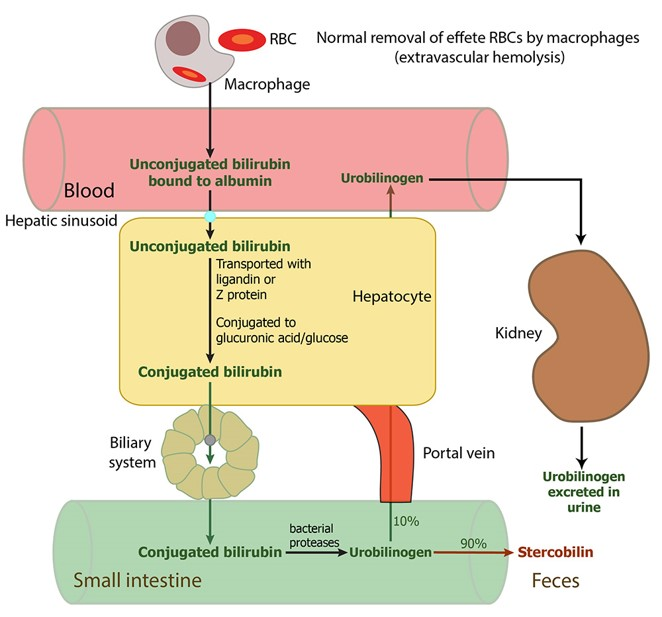 RBC
Normal removal of effete RBCs by macrophages
(extravascular hemolysis)
Macrophage
Unconjugated bilirubin
bound to albumin
Urobilinogen
Blood
Hepatic sinusoid
Unconjugated bilirubin
Transported with
ligandin or
Z protein
Hepatocyte
Conjugated to
glucuronic acid/glucose
Kidney
Conjugated bilirubin
Biliary
system
Portal vein
Urobilinogen
excreted in
urine
10%
bacterial
proteases
Conjugated bilirubin
Urobilinogen
90%
Stercobilin
Small intestine
Feces